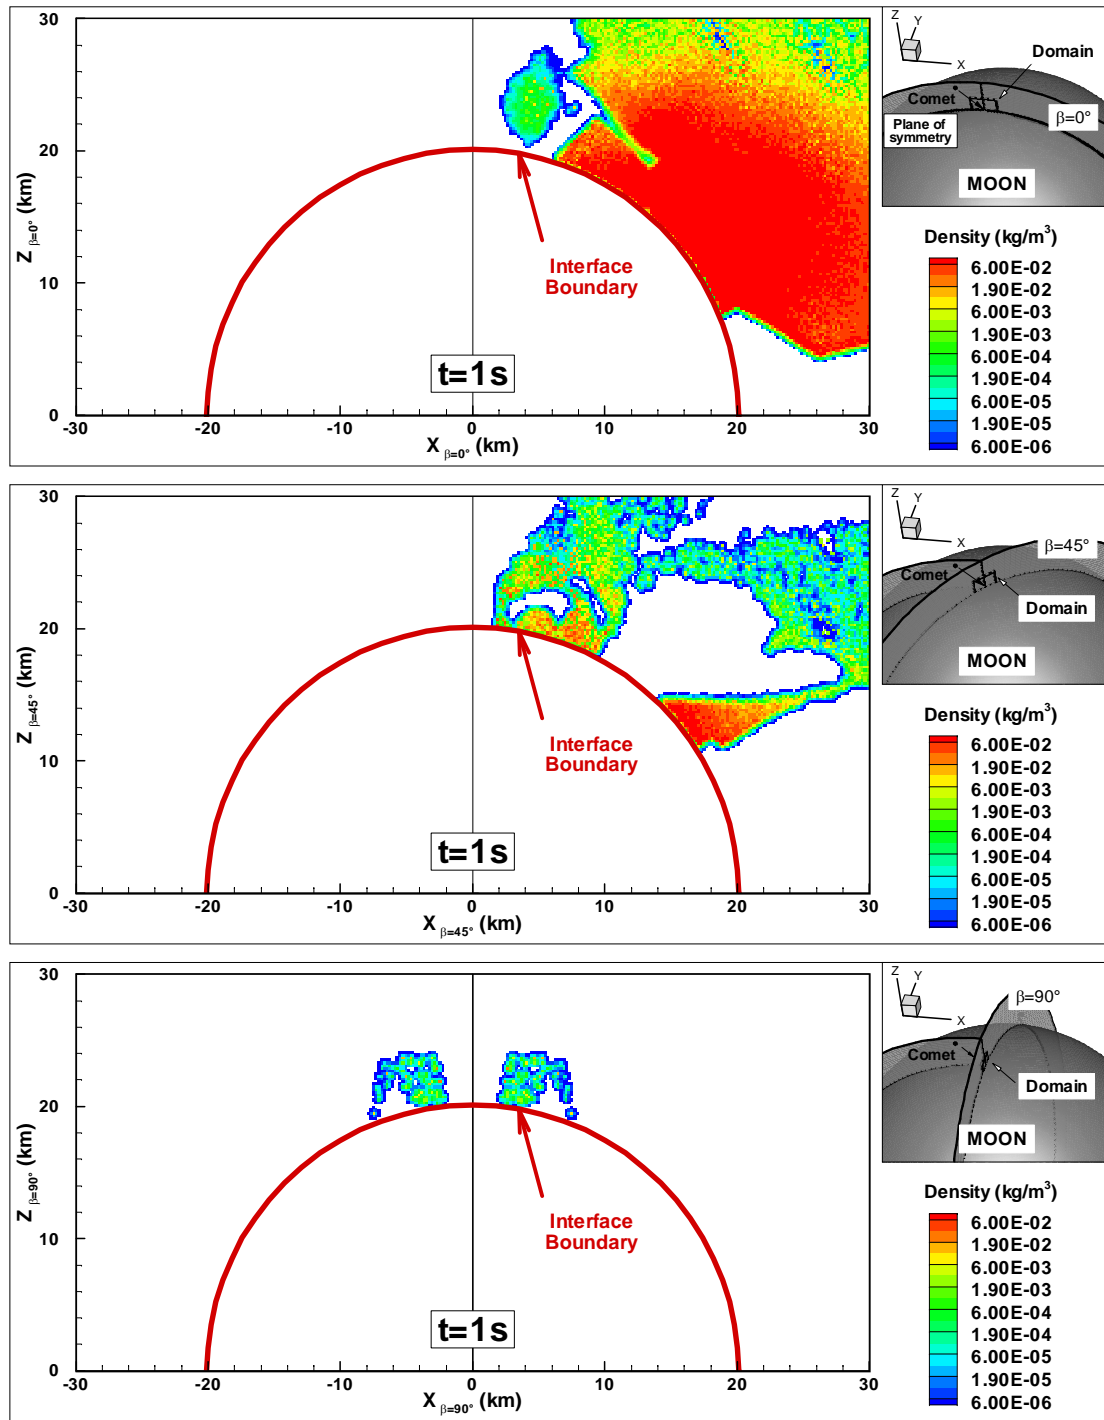 30
20
10
0
-30
-20
-10
0
10
20
30
Z β=0° (km)
X β=0° (km)
Interface
Boundary
t=1s
Z
Y
X
Domain
Comet
β=0°
Plane of
symmetry
MOON
Density (kg/m³)
6.00E-02
1.90E-02
6.00E-03
1.90E-03
6.00E-04
1.90E-04
6.00E-05
1.90E-05
6.00E-06
30
20
10
0
-30
-20
-10
0
10
20
30
Z β=45° (km)
X β=45° (km)
Interface
Boundary
t=1s
Z
Y
X
β=45°
Comet
Domain
MOON
Density (kg/m³)
6.00E-02
1.90E-02
6.00E-03
1.90E-03
6.00E-04
1.90E-04
6.00E-05
1.90E-05
6.00E-06
30
20
10
0
-30
-20
-10
0
10
20
30
Z β=90° (km)
X β=90° (km)
Interface
Boundary
t=1s
Z
Y
X
β=90°
Comet
Domain
MOON
Density (kg/m³)
6.00E-02
1.90E-02
6.00E-03
1.90E-03
6.00E-04
1.90E-04
6.00E-05
1.90E-05
6.00E-06